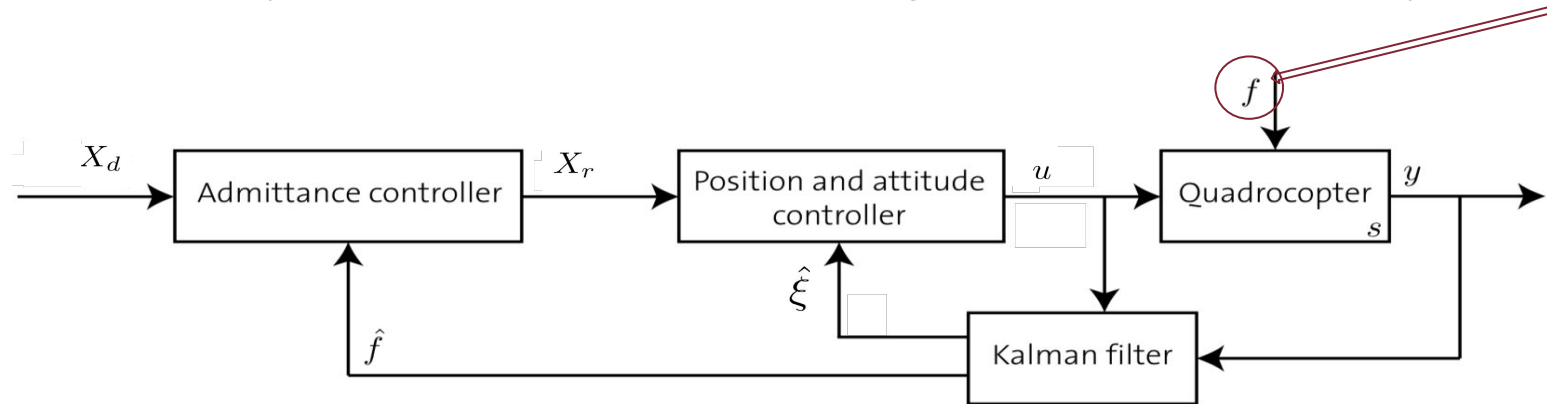 f
X_d
Admittance controller
X_r
Position and attitude
controller
u
Quadrocopter
s
y
ξ̂
f̂
Kalman filter